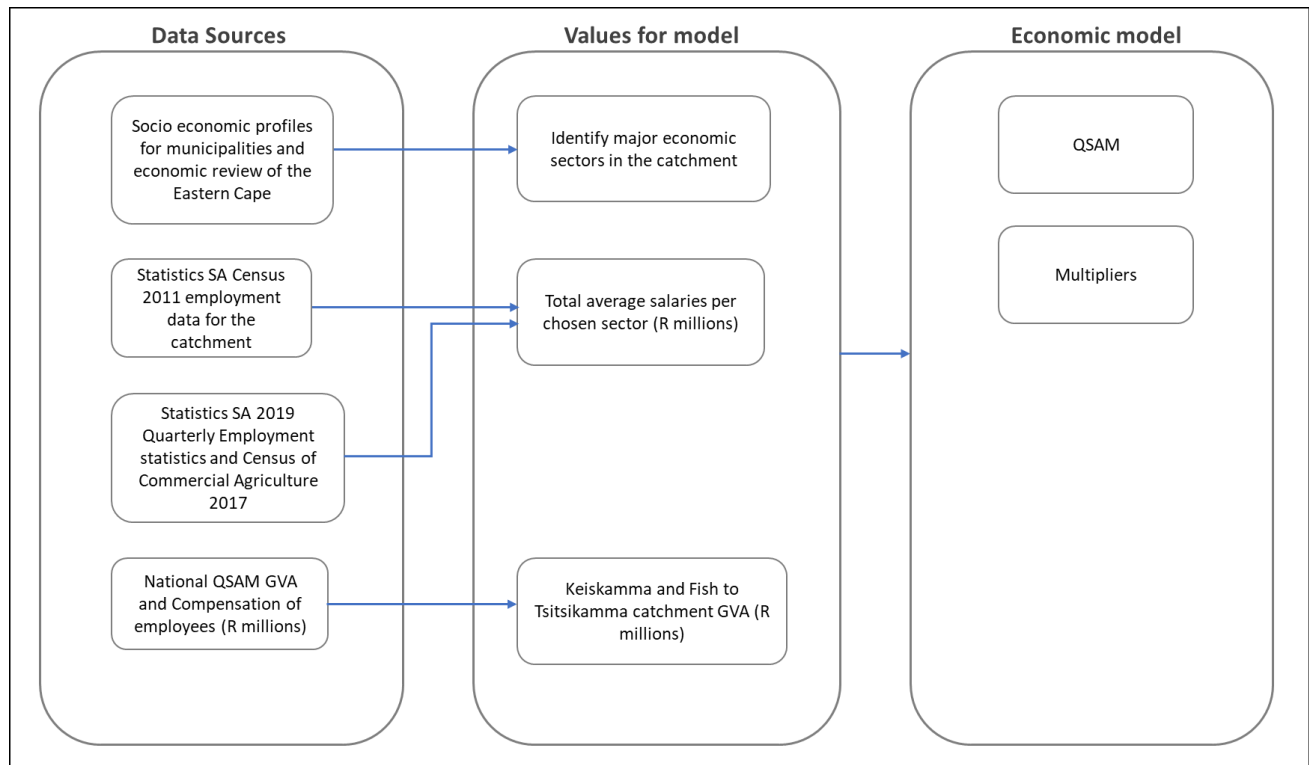 Data Sources
Socio economic profiles
for municipalities and
economic review of the
Eastern Cape
Statistics SA Census
2011 employment
data for the
catchment
Statistics SA 2019
Quarterly Employment
statistics and Census of
Commercial Agriculture
2017
National QSAM GVA
and Compensation of
employees (R millions)
Values for model
Identify major economic
sectors in the catchment
Total average salaries per
chosen sector (R millions)
Keiskamma and Fish to
Tsitsikamma catchment GVA (R
millions)
Economic model
QSAM
Multipliers